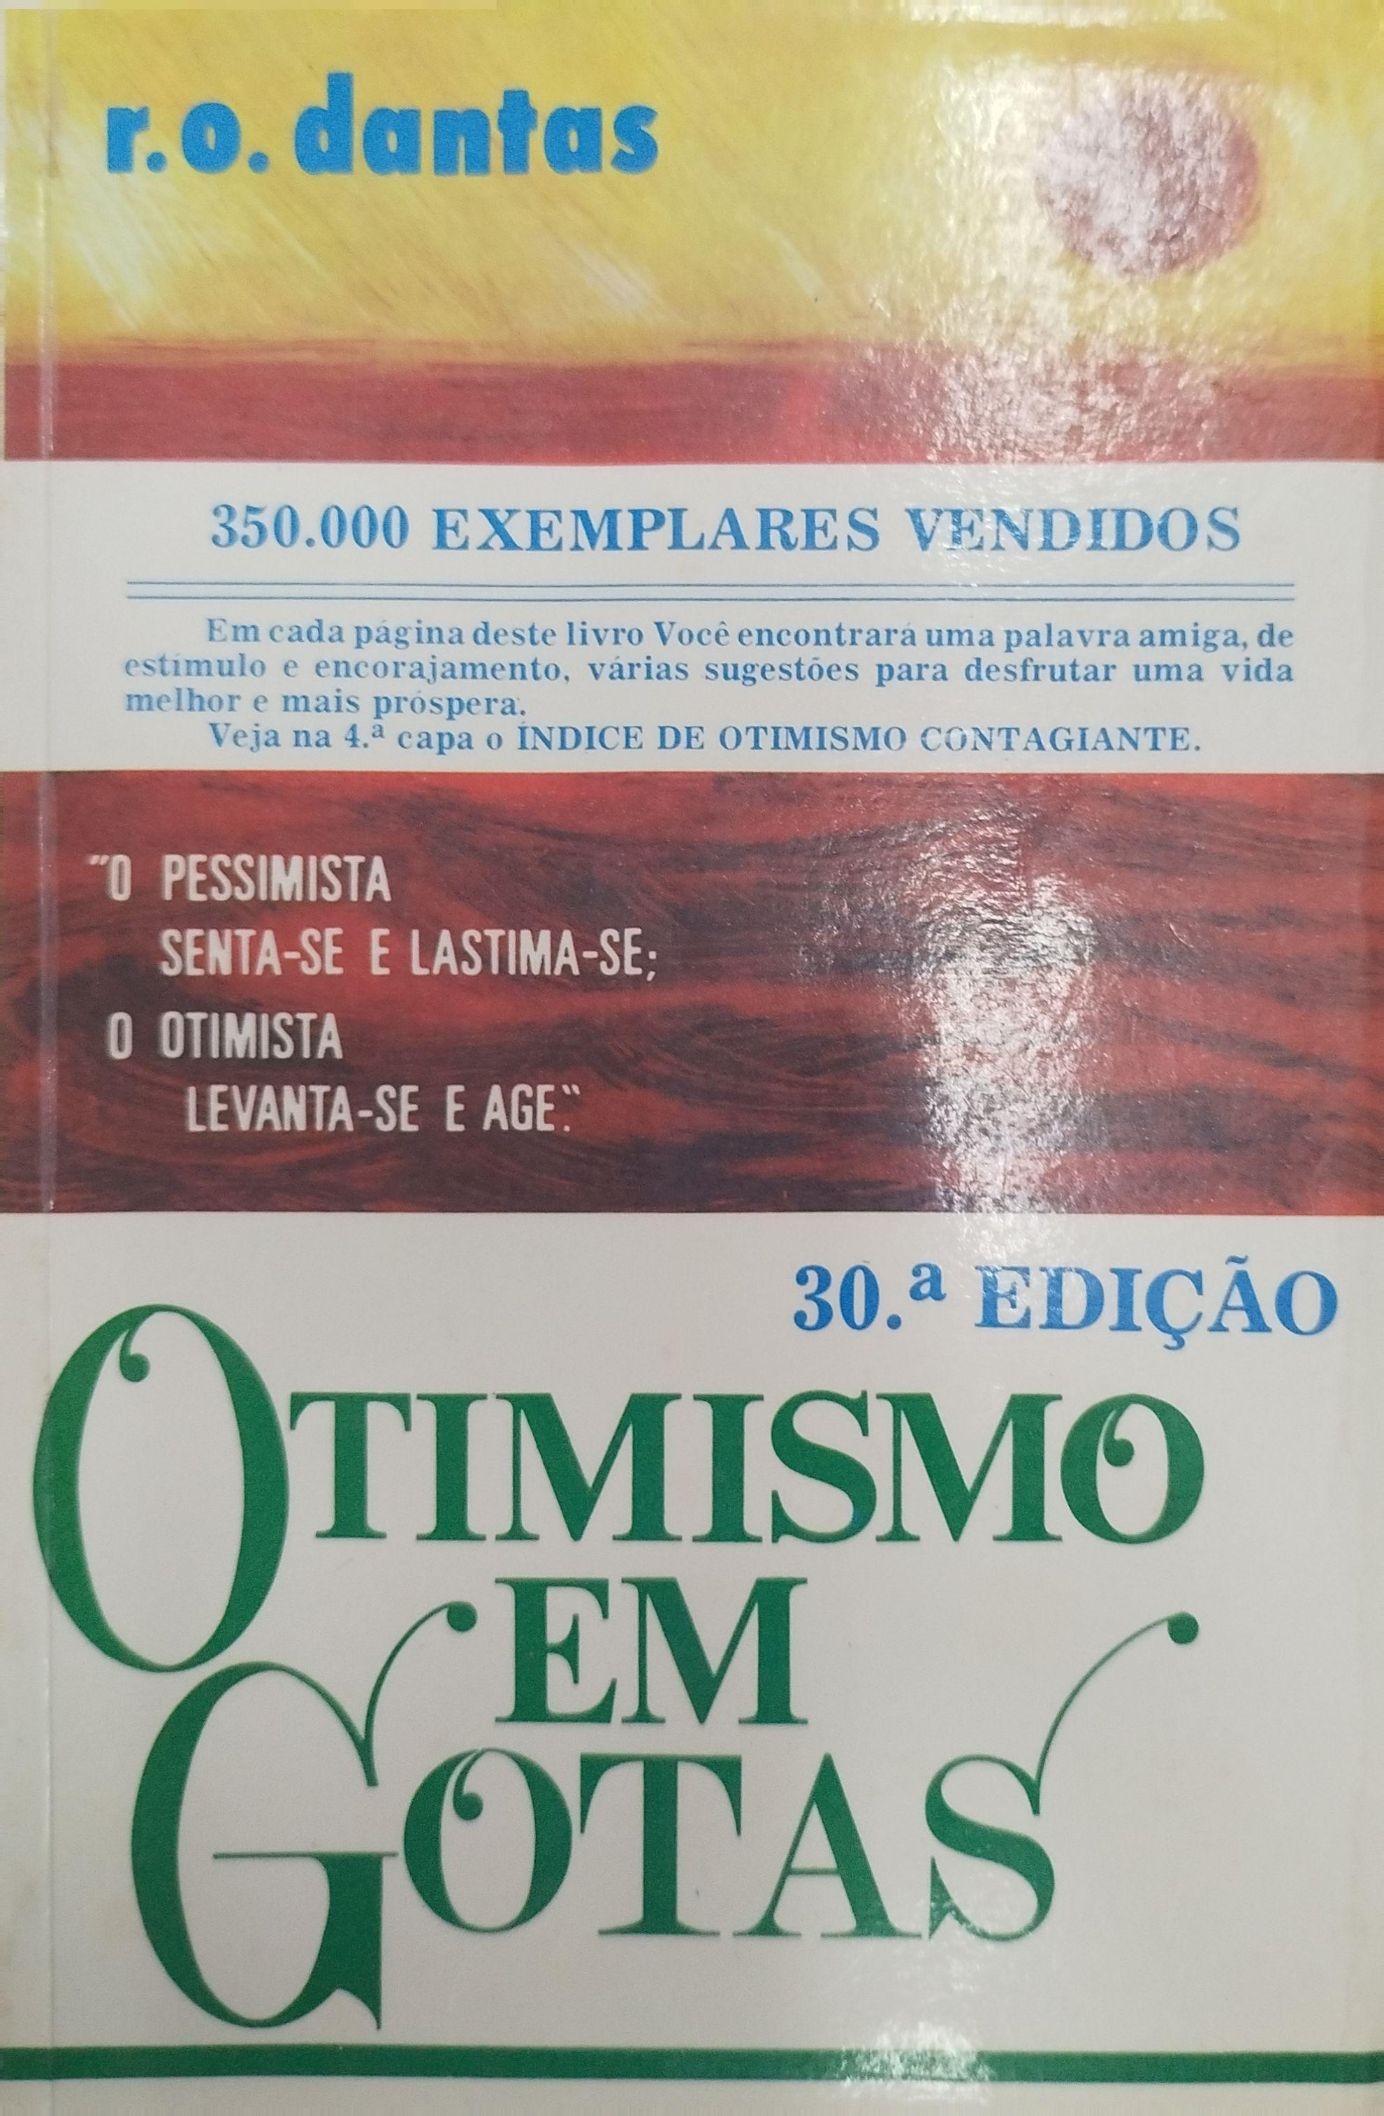 r.o. dantas
350.000 EXEMPLARES VENDIDOS
Em cada página deste livro Você encontrará uma palavra amiga, de
estímulo e encorajamento, várias sugestões para desfrutar uma vida
melhor e mais próspera.
Veja na 4.ª capa o ÍNDICE DE OTIMISMO CONTAGIANTE.
"O PESSIMISTA
SENTA-SE E LASTIMA-SE;
O OTIMISTA
LEVANTA-SE E AGE."
30.ª EDIÇÃO
OTIMISMO
EM
GOTAS